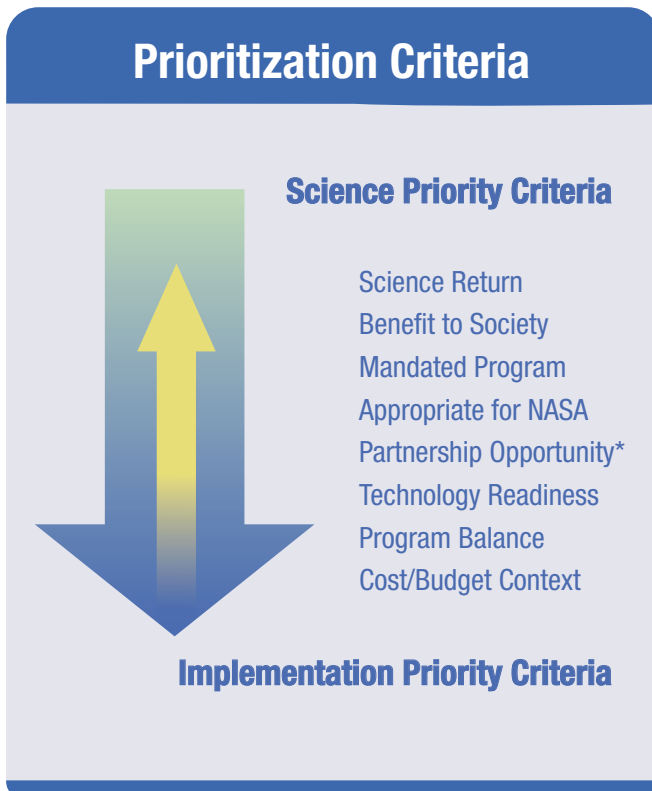 Prioritization Criteria
Science Priority Criteria
Science Return
Benefit to Society
Mandated Program
Appropriate for NASA
Partnership Opportunity*
Technology Readiness
Program Balance
Cost/Budget Context
Implementation Priority Criteria